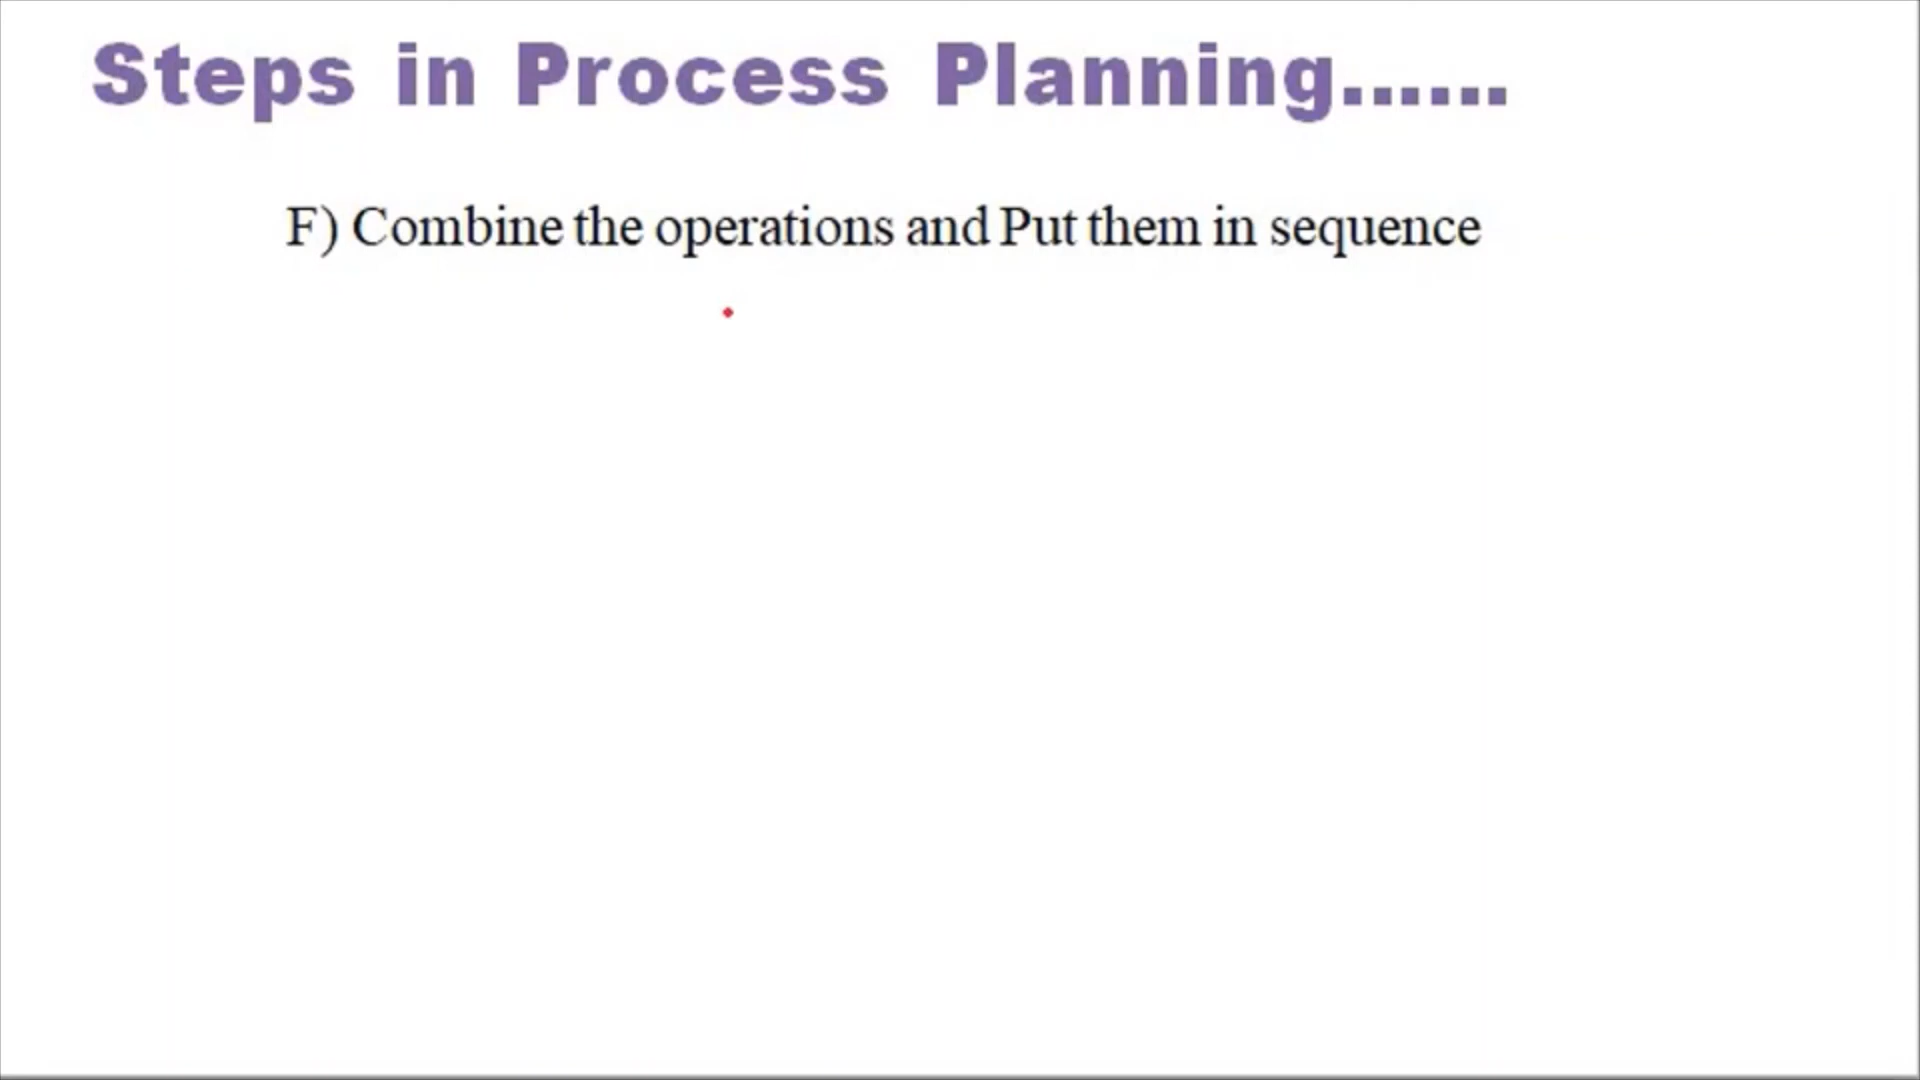 Steps in Process Planning......
F) Combine the operations and Put them in sequence